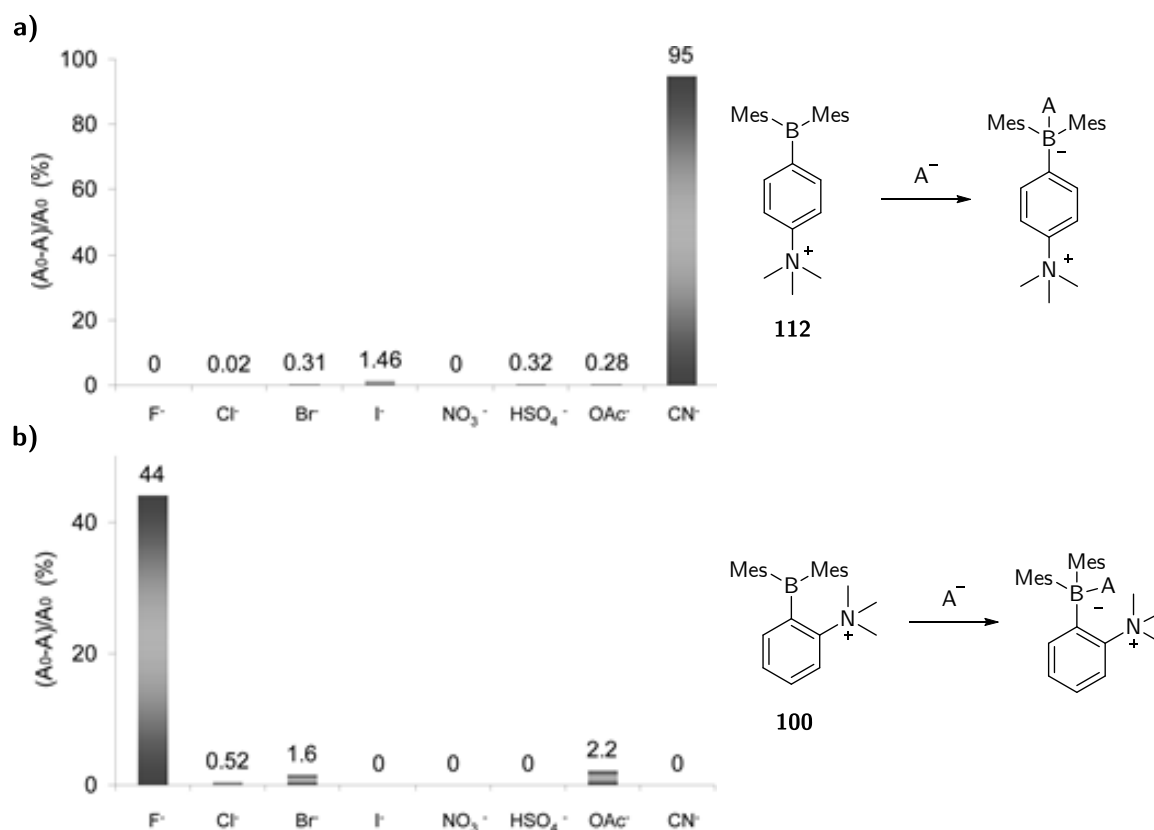 a)
(A0-A)/A0 (%)
100
80
60
40
20
0
0
0.02
0.31
1.46
0
0.32
0.28
95
F-
Cl-
Br-
I-
NO3 -
HSO4 -
OAc-
CN-
Mes
B
Mes
N
+
112
A−
A
Mes
B
Mes
−
N
+
b)
(A0-A)/A0 (%)
40
20
0
44
0.52
1.6
0
0
0
2.2
0
F-
Cl-
Br-
I-
NO3 -
HSO4 -
OAc-
CN-
Mes
B
Mes
N
+
100
A−
Mes
Mes
B
A
−
N
+